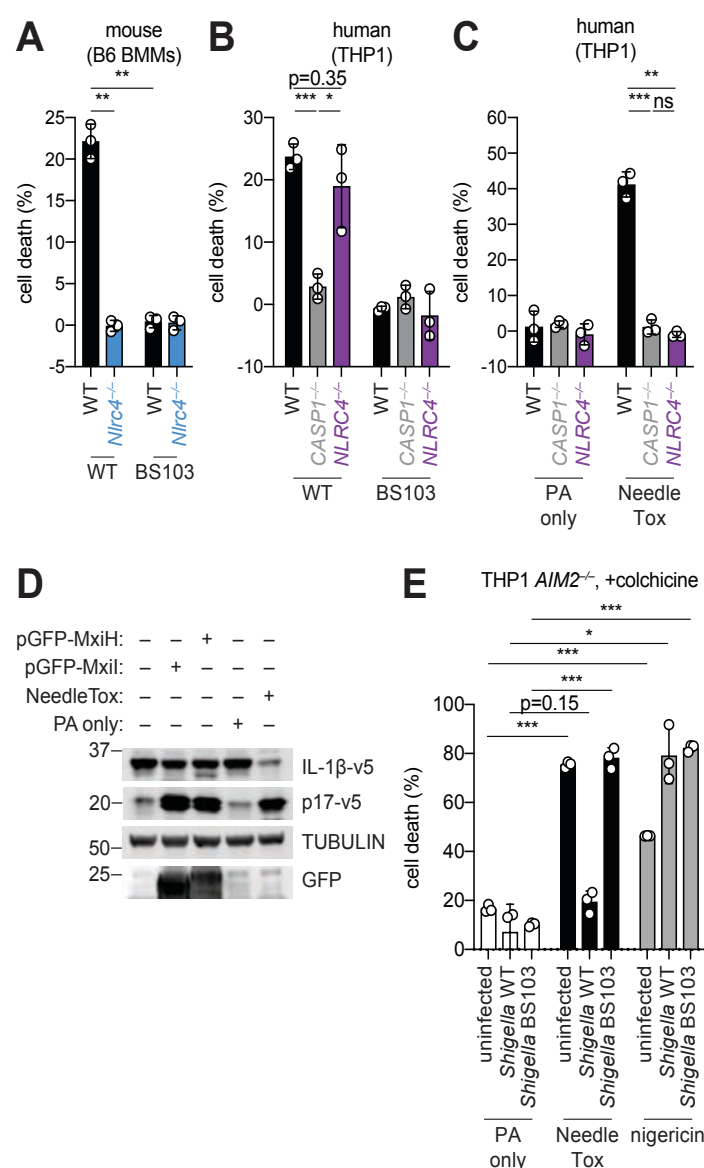 A
mouse
(B6 BMMs)
**
**
cell death (%)
25
20
15
10
5
0
-5
WT
Nlrc4–/–
WT
Nlrc4–/–
WT
BS103
B
human
(THP1)
p=0.35
***
*
cell death (%)
30
20
10
0
-10
WT
CASP1–/–
NLRC4–/–
WT
CASP1–/–
NLRC4–/–
WT
BS103
C
human
(THP1)
**
***
ns
cell death (%)
60
50
40
30
20
10
0
-10
WT
CASP1–/–
NLRC4–/–
WT
CASP1–/–
NLRC4–/–
PA
only
Needle
Tox
D
pGFP-MxiH: – – + – –
pGFP-MxiI: – + – – –
NeedleTox: – – – – +
PA only: – – – + –
37–
IL-1β-v5
20–
p17-v5
50–
TUBULIN
25–
GFP
E
THP1 AIM2–/–, +colchicine
***
*
***
***
p=0.15
***
cell death (%)
100
80
60
40
20
0
uninfected
Shigella WT
Shigella BS103
uninfected
Shigella WT
Shigella BS103
uninfected
Shigella WT
Shigella BS103
PA
only
Needle
Tox
nigericin